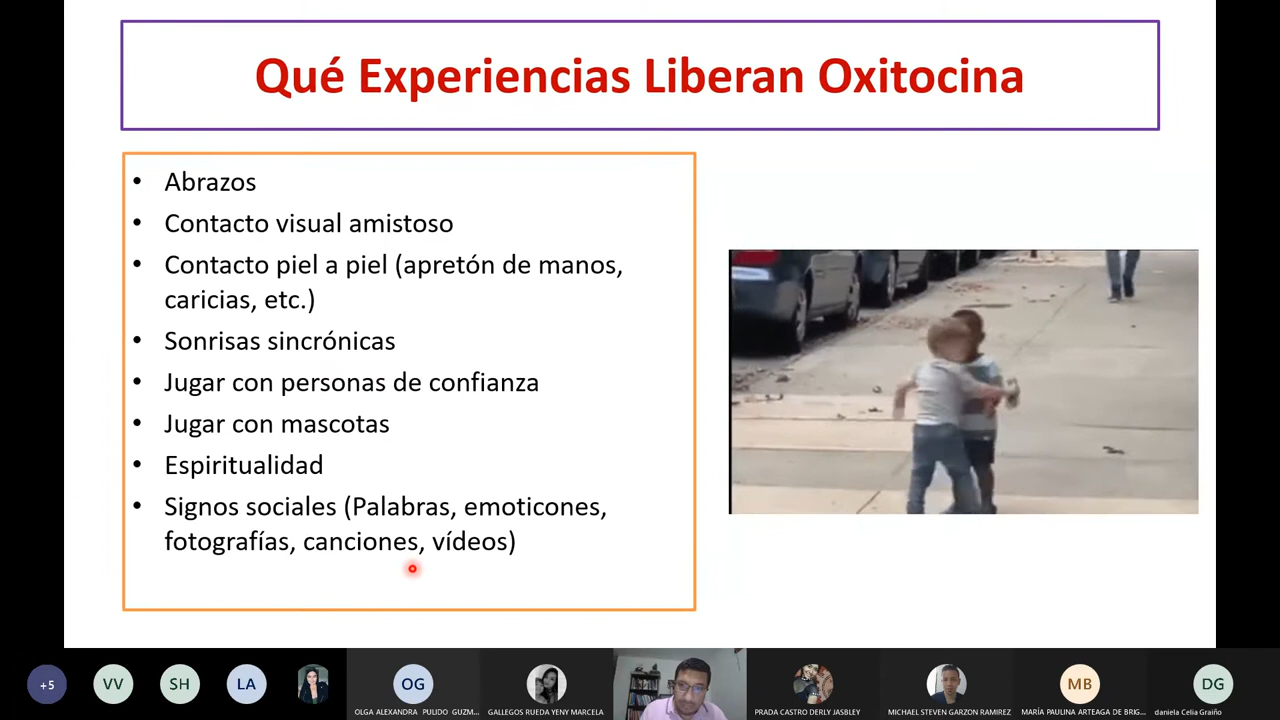 Qué Experiencias Liberan Oxitocina
• Abrazos
• Contacto visual amistoso
• Contacto piel a piel (apretón de manos,
caricias, etc.)
• Sonrisas sincrónicas
• Jugar con personas de confianza
• Jugar con mascotas
• Espiritualidad
• Signos sociales (Palabras, emoticones,
fotografías, canciones, vídeos)
+5
VV
SH
LA
OG
MB
DG
OLGA ALEXANDRA PULIDO GUZM...
GALLEGOS RUEDA YENY MARCELA
PRADA CASTRO DERLY JASBLEY
MICHAEL STEVEN GARZON RAMIREZ
MARÍA PAULINA ARTEAGA DE BRIG...
daniela Celia Graiño